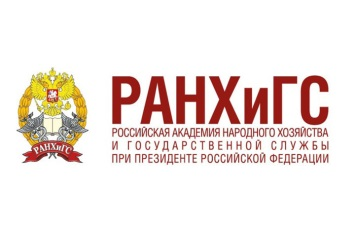 РАНХиГС
РОССИЙСКАЯ АКАДЕМИЯ НАРОДНОГО ХОЗЯЙСТВА
И ГОСУДАРСТВЕННОЙ СЛУЖБЫ
ПРИ ПРЕЗИДЕНТЕ РОССИЙСКОЙ ФЕДЕРАЦИИ
РАНХиГС